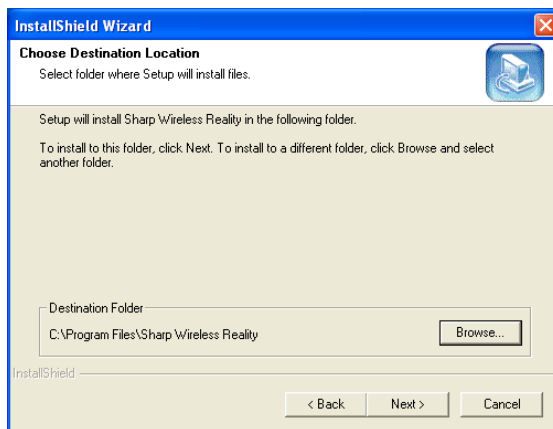 InstallShield Wizard
Choose Destination Location
Select folder where Setup will install files.
Setup will install Sharp Wireless Reality in the following folder.
To install to this folder, click Next. To install to a different folder, click Browse and select
another folder.
Destination Folder
C:\Program Files\Sharp Wireless Reality
Browse...
InstallShield
< Back
Next >
Cancel